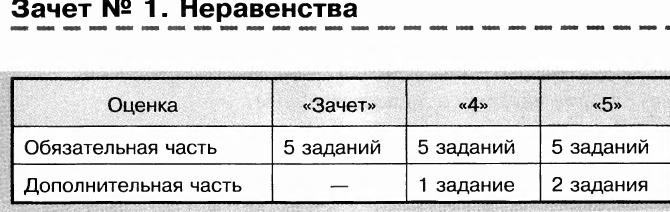 Зачет № 1. Неравенства
Оценка «Зачет» «4» «5»
Обязательная часть 5 заданий 5 заданий 5 заданий
Дополнительная часть — 1 задание 2 задания